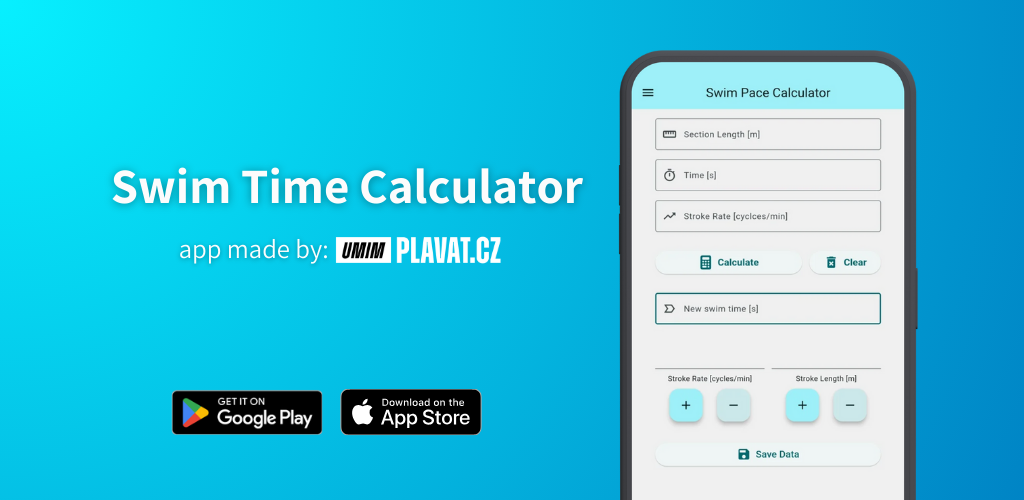 Swim Time Calculator
app made by: UMIM PLAVAT.CZ
GET IT ON
Google Play
Download on the
App Store
Swim Pace Calculator
Section Length [m]
Time [s]
Stroke Rate [cyclces/min]
Calculate
Clear
New swim time [s]
Stroke Rate [cycles/min]
Stroke Length [m]
+ − + −
Save Data